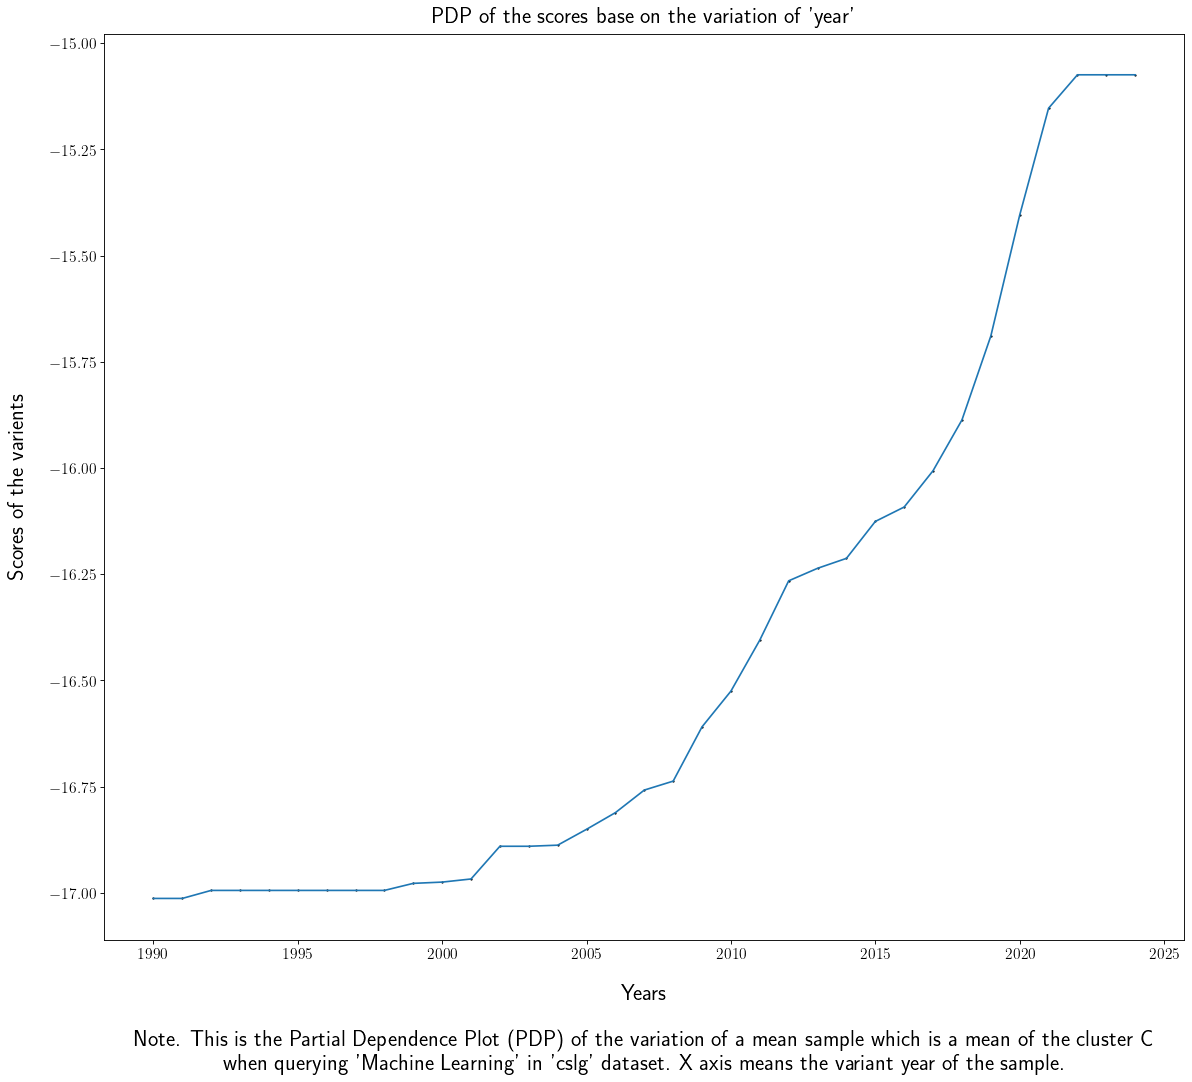 PDP of the scores base on the variation of 'year'
−15.00
−15.25
−15.50
−15.75
−16.00
−16.25
−16.50
−16.75
−17.00
Scores of the varients
1990 1995 2000 2005 2010 2015 2020 2025
Years
Note. This is the Partial Dependence Plot (PDP) of the variation of a mean sample which is a mean of the cluster C
when querying 'Machine Learning' in 'cslg' dataset. X axis means the variant year of the sample.